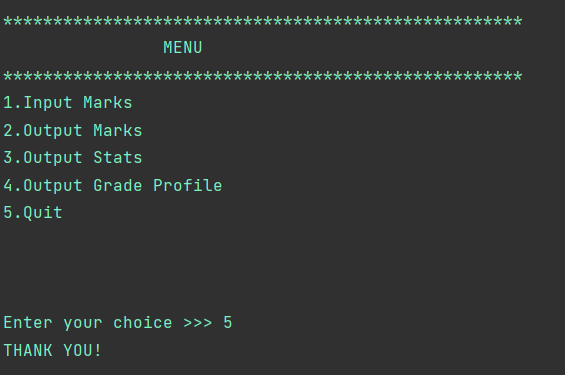 ****************************************************
MENU
****************************************************
1.Input Marks
2.Output Marks
3.Output Stats
4.Output Grade Profile
5.Quit
Enter your choice >>> 5
THANK YOU!